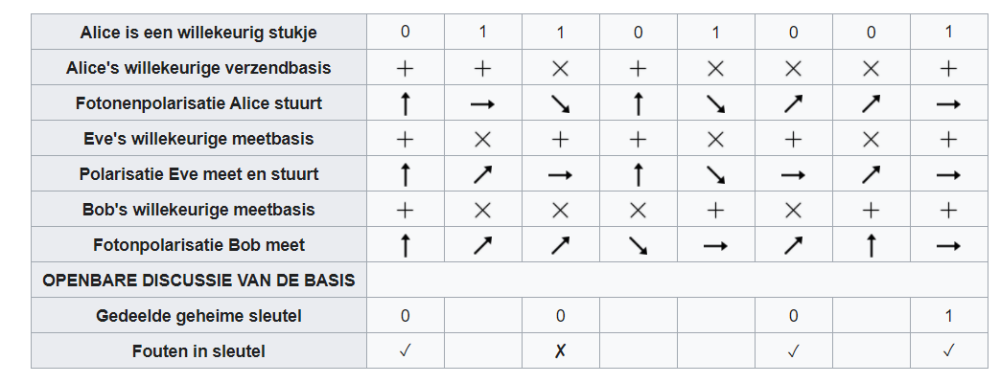 Alice is een willekeurig stukje 0 1 1 0 1 0 0 1
Alice's willekeurige verzendbasis + + × + × × × +
Fotonenpolarisatie Alice stuurt ↑ → ↘ ↑ ↘ ↗ ↗ →
Eve's willekeurige meetbasis + × + + × + × +
Polarisatie Eve meet en stuurt ↑ ↗ → ↑ ↘ → ↗ →
Bob's willekeurige meetbasis + × × × + × + +
Fotonpolarisatie Bob meet ↑ ↗ ↗ ↘ → ↗ ↑ →
OPENBARE DISCUSSIE VAN DE BASIS
Gedeelde geheime sleutel 0 0 0 1
Fouten in sleutel ✓ ✗ ✓ ✓